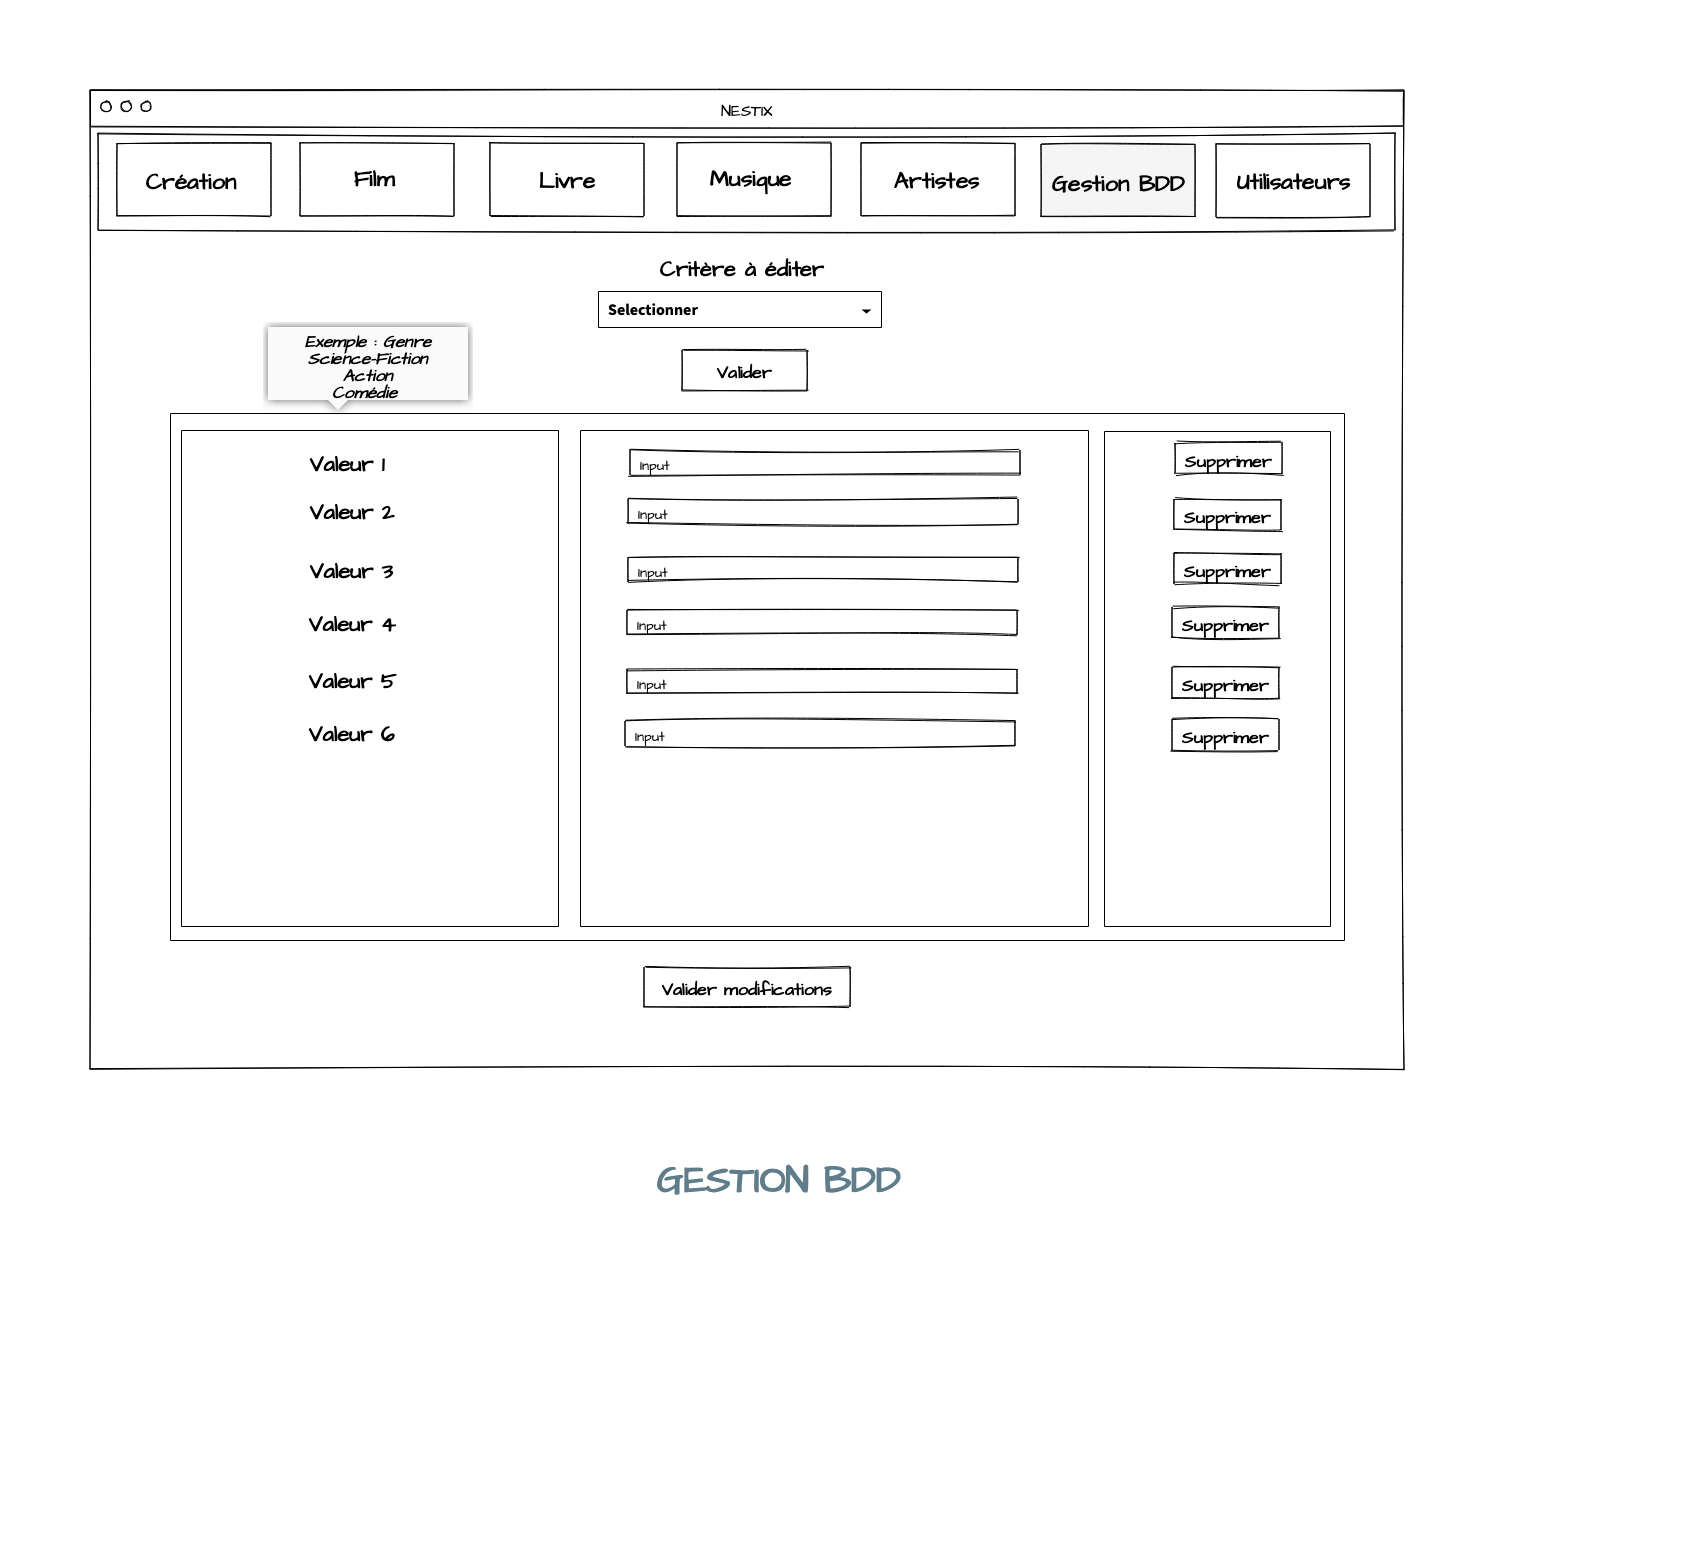 NESTIX
Création Film Livre Musique Artistes Gestion BDD Utilisateurs
Critère à éditer
Selectionner
Exemple : Genre
Science-Fiction
Action
Comédie
Valider
Valeur 1 Input Supprimer
Valeur 2 Input Supprimer
Valeur 3 Input Supprimer
Valeur 4 Input Supprimer
Valeur 5 Input Supprimer
Valeur 6 Input Supprimer
Valider modifications
GESTION BDD